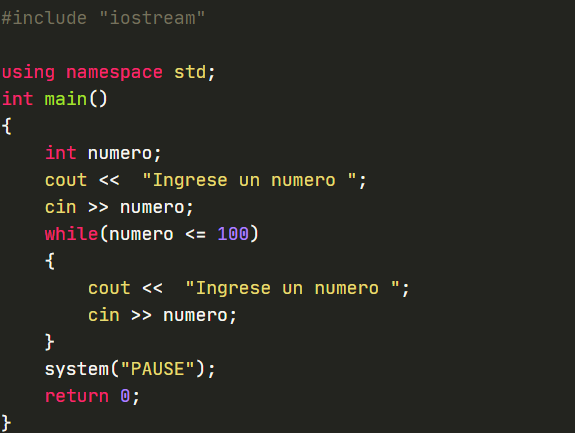 #include "iostream"
using namespace std;
int main()
{
    int numero;
    cout <<  "Ingrese un numero ";
    cin >> numero;
    while(numero <= 100)
    {
        cout <<  "Ingrese un numero ";
        cin >> numero;
    }
    system("PAUSE");
    return 0;
}